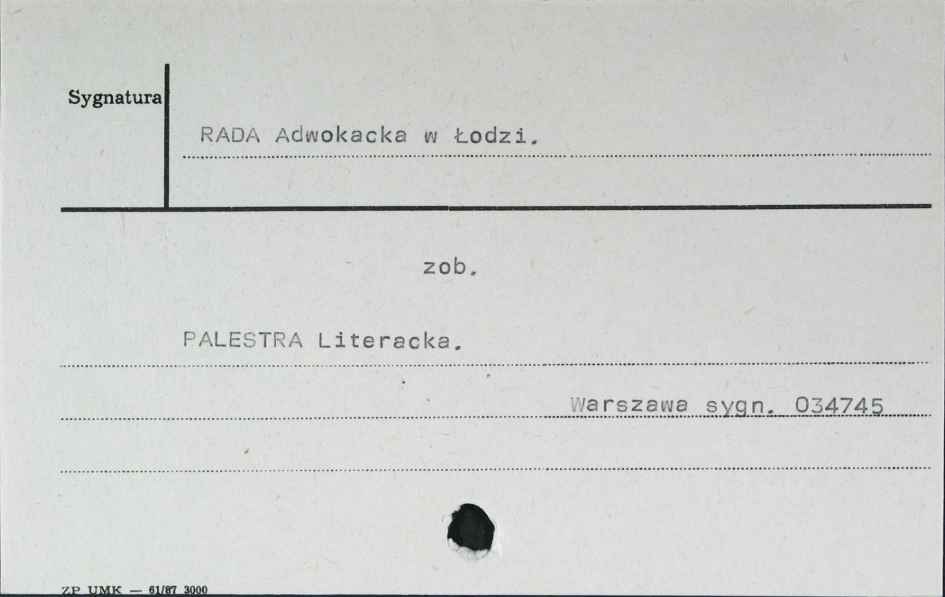 Sygnatura
RADA Adwokacka w Łodzi.
zob.
PALESTRA Literacka.
Warszawa sygn. 034745
ZP UMK — 61/87 3000